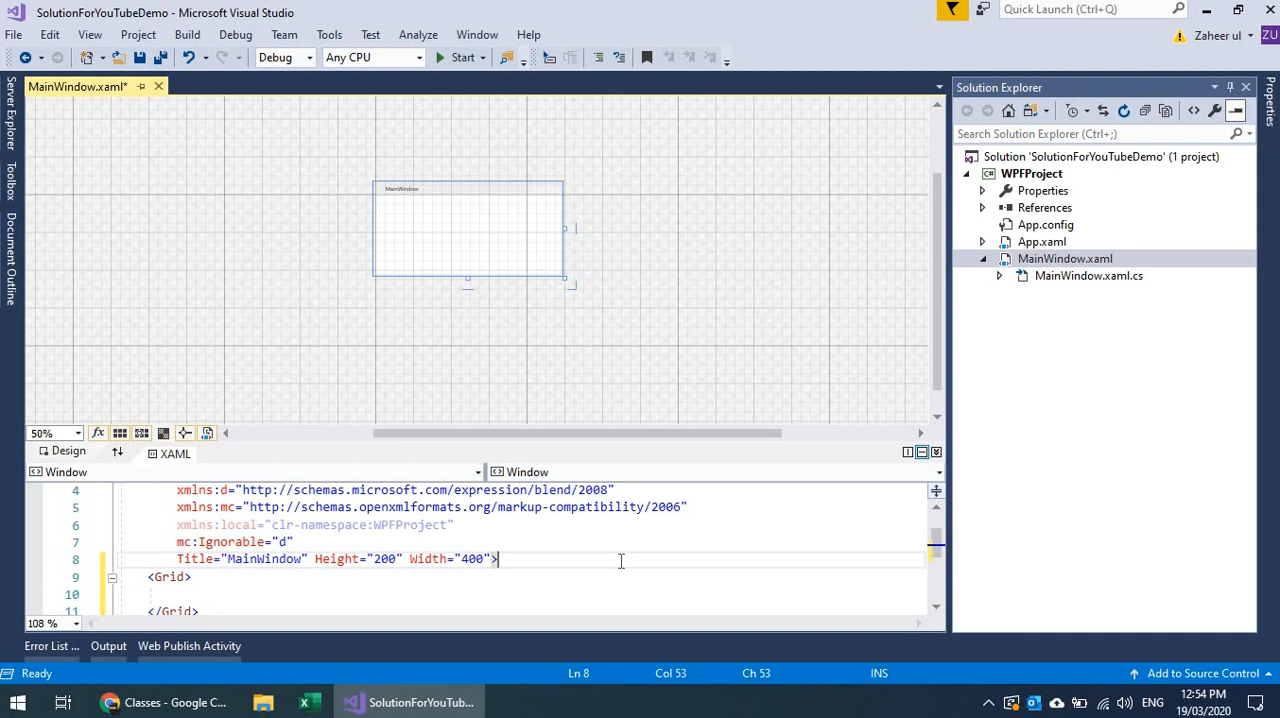 SolutionForYouTubeDemo - Microsoft Visual Studio
Quick Launch (Ctrl+Q)
File Edit View Project Build Debug Team Tools Test Analyze Window Help
Zaheer ul ZU
Debug Any CPU Start
MainWindow.xaml*
Server Explorer
Toolbox
Document Outline
MainWindow
50%
Design XAML
Window Window
4 xmlns:d="http://schemas.microsoft.com/expression/blend/2008"
5 xmlns:mc="http://schemas.openxmlformats.org/markup-compatibility/2006"
6 xmlns:local="clr-namespace:WPFProject"
7 mc:Ignorable="d"
8 Title="MainWindow" Height="200" Width="400">
9 <Grid>
10
11 </Grid>
108 %
Solution Explorer
Search Solution Explorer (Ctrl+;)
Solution 'SolutionForYouTubeDemo' (1 project)
WPFProject
Properties
References
App.config
App.xaml
MainWindow.xaml
MainWindow.xaml.cs
Properties
Error List ... Output Web Publish Activity
Ready Ln 8 Col 53 Ch 53 INS Add to Source Control
Classes - Google C...
SolutionForYouTub...
ENG
12:54 PM
19/03/2020